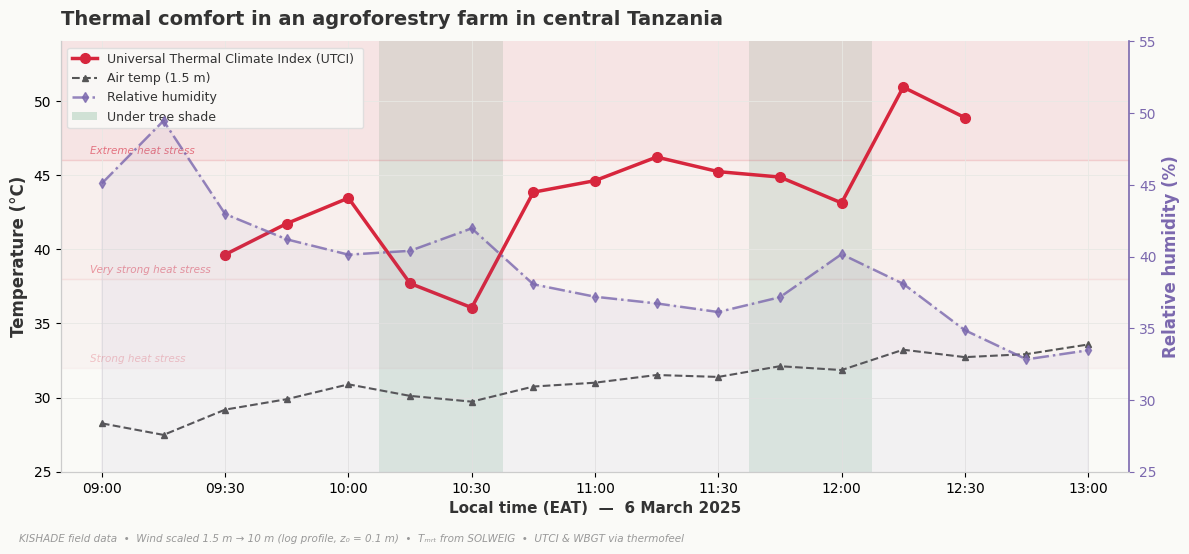 Thermal comfort in an agroforestry farm in central Tanzania
Universal Thermal Climate Index (UTCI)
Air temp (1.5 m)
Relative humidity
Under tree shade
Extreme heat stress
Very strong heat stress
Strong heat stress
Temperature (°C)
50
45
40
35
30
25
Relative humidity (%)
55
50
45
40
35
30
25
09:00 09:30 10:00 10:30 11:00 11:30 12:00 12:30 13:00
Local time (EAT) — 6 March 2025
KISHADE field data • Wind scaled 1.5 m → 10 m (log profile, z₀ = 0.1 m) • Tₘᵣₜ from SOLWEIG • UTCI & WBGT via thermofeel